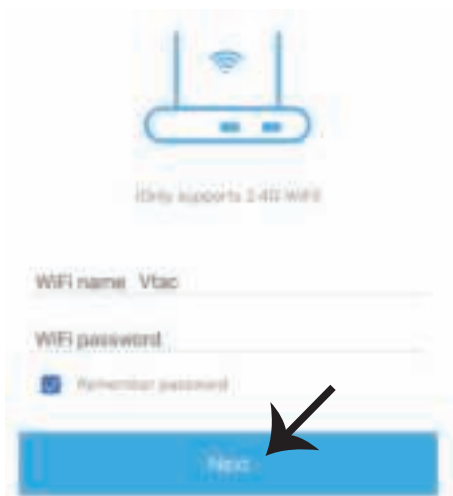 (Only supports 2.4G WiFi)
WiFi name Vtac
WiFi password
Remember password
Next